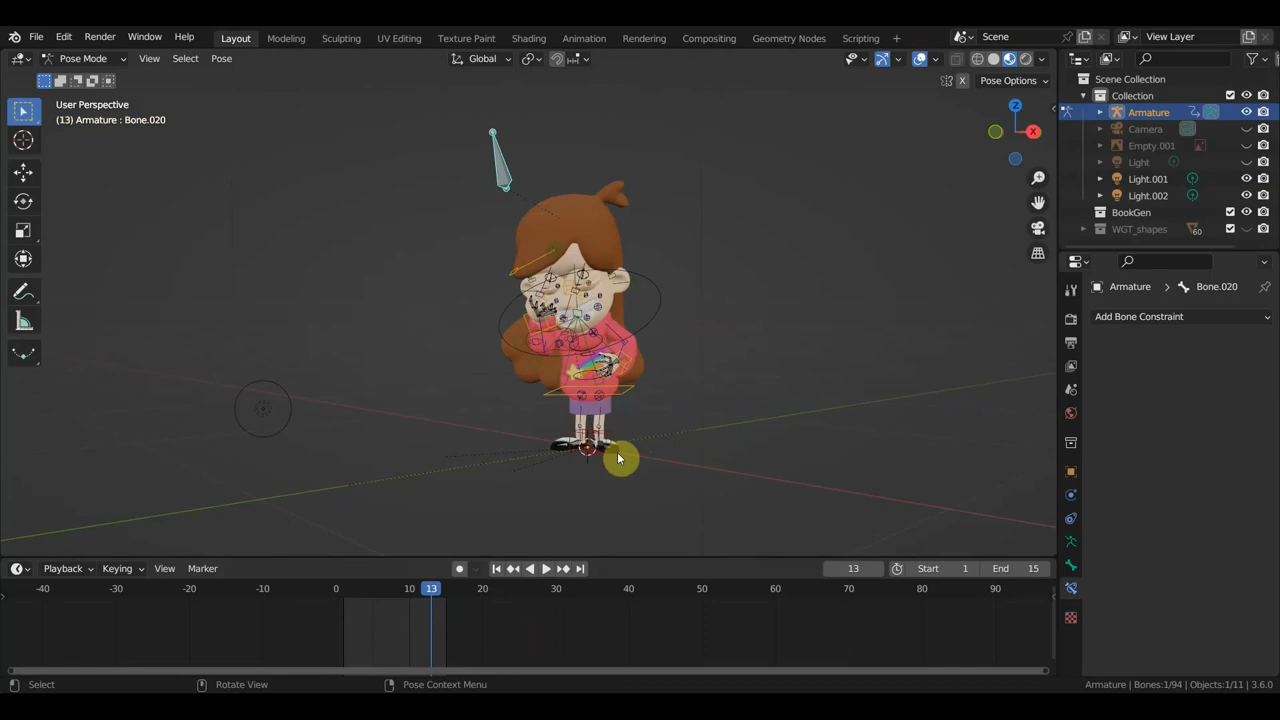 File Edit Render Window Help Layout Modeling Sculpting UV Editing Texture Paint Shading Animation Rendering Compositing Geometry Nodes Scripting Scene View Layer
Pose Mode View Select Pose Global
X Pose Options
User Perspective
(13) Armature : Bone.020
Z
X
Scene Collection
Collection
Armature
Camera
Empty.001
Light
Light.001
Light.002
BookGen
WGT_shapes 60
Armature Bone.020
Add Bone Constraint
Playback Keying View Marker 13 Start 1 End 15
-40 -30 -20 -10 0 10 13 20 30 40 50 60 70 80 90
Select Rotate View Pose Context Menu Armature | Bones:1/94 | Objects:1/11 | 3.6.0